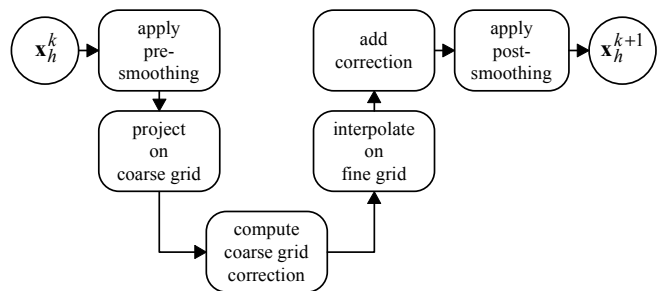 x_h^k
apply
pre-
smoothing
project
on
coarse grid
compute
coarse grid
correction
interpolate
on
fine grid
add
correction
apply
post-
smoothing
x_h^{k+1}